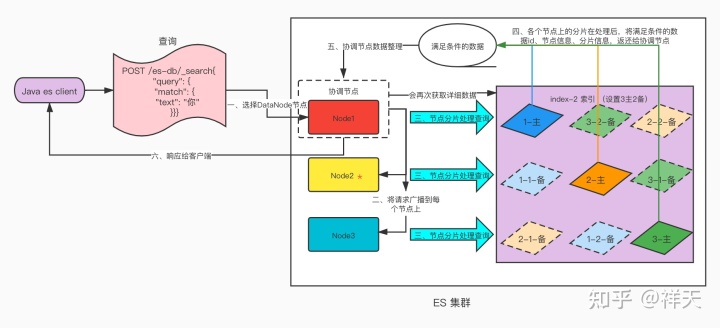 查询
POST /es-db/_search{
"query": {
"match": {
"text": "你"
}}}
Java es client
一、选择DataNode节点
六、响应给客户端
五、协调节点数据整理
满足条件的数据
四、各个节点上的分片在处理后，将满足条件的数
据id、节点信息、分片信息，返还给协调节点
协调节点
Node1
会再次获取详细数据
三、节点分片处理查询
Node2 *
三、节点分片处理查询
二、将请求广播到每
个节点上
Node3
三、节点分片处理查询
index-2 索引 （设置3主2备）
1-主
3-2-备
2-2-备
1-1-备
2-主
3-1-备
2-1-备
1-2-备
3-主
ES 集群
知乎 @祥天